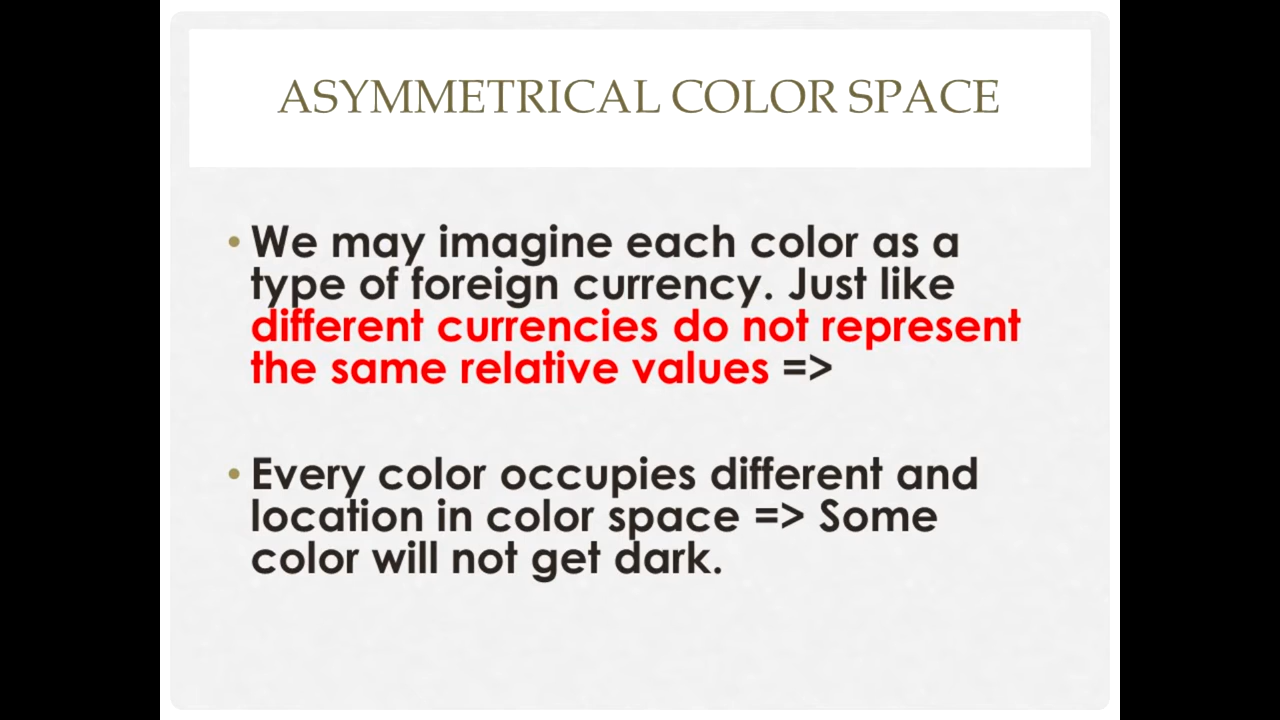 ASYMMETRICAL COLOR SPACE
• We may imagine each color as a
type of foreign currency. Just like
different currencies do not represent
the same relative values =>
• Every color occupies different and
location in color space => Some
color will not get dark.